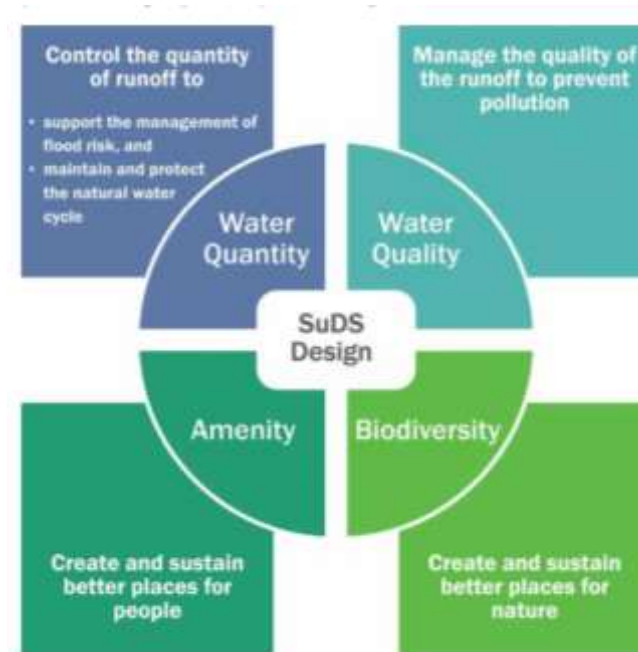 Control the quantity
of runoff to
• support the management of
flood risk, and
• maintain and protect
the natural water
cycle
Manage the quality of
the runoff to prevent
pollution
Water
Quantity
Water
Quality
SuDS
Design
Amenity
Biodiversity
Create and sustain
better places for
people
Create and sustain
better places for
nature